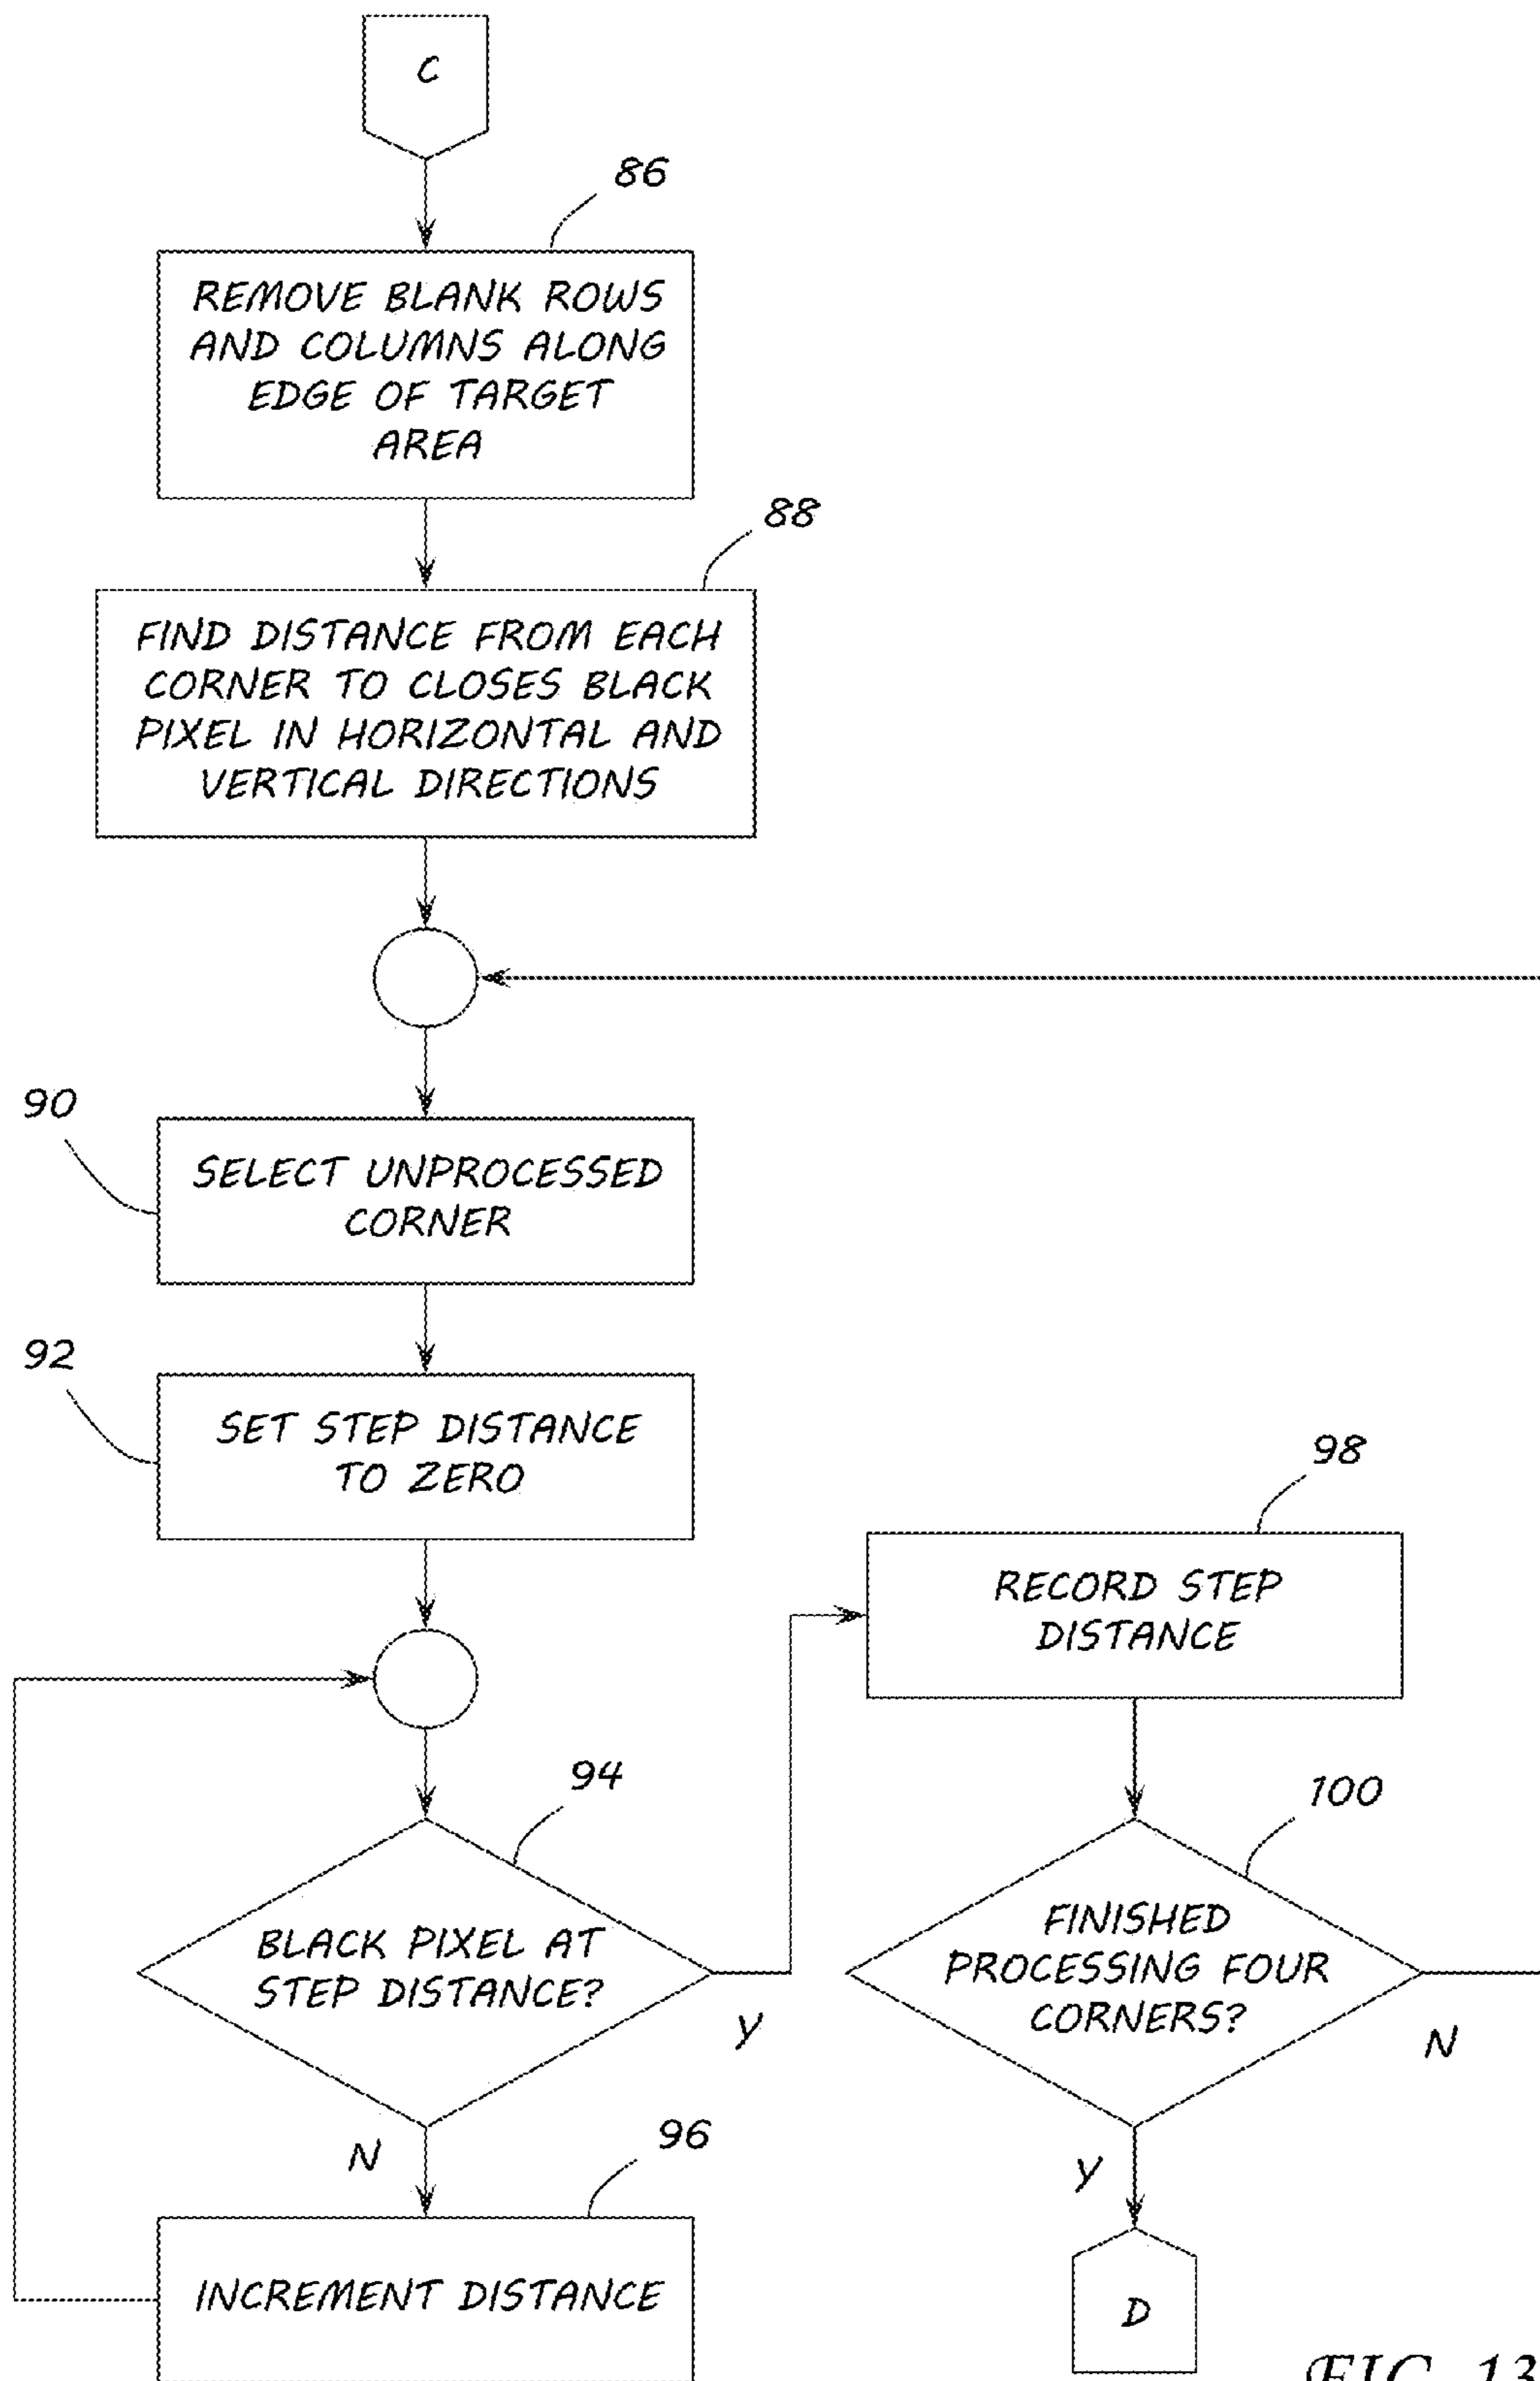 C
86
REMOVE BLANK ROWS
AND COLUMNS ALONG
EDGE OF TARGET
AREA
88
FIND DISTANCE FROM EACH
CORNER TO CLOSES BLACK
PIXEL IN HORIZONTAL AND
VERTICAL DIRECTIONS
90
SELECT UNPROCESSED
CORNER
92
SET STEP DISTANCE
TO ZERO
94
BLACK PIXEL AT
STEP DISTANCE?
Y
N
96
INCREMENT DISTANCE
98
RECORD STEP
DISTANCE
100
FINISHED
PROCESSING FOUR
CORNERS?
N
Y
D
FIG. 13